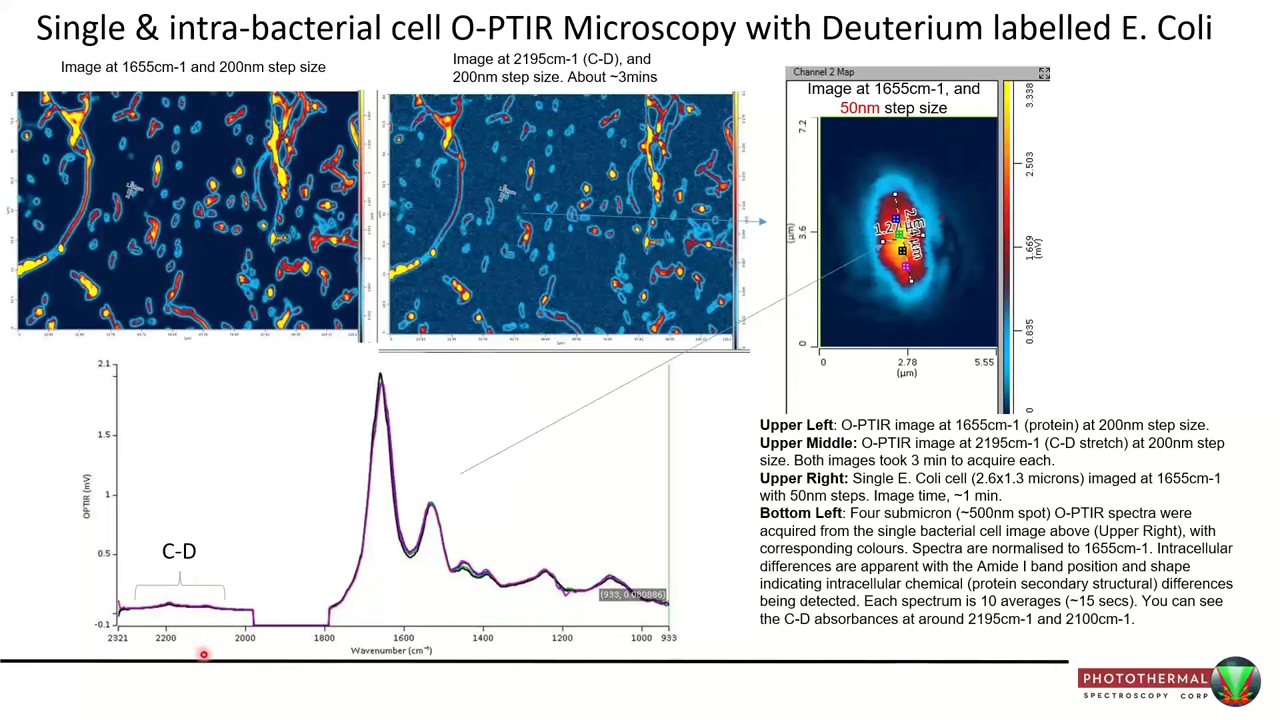 Single & intra-bacterial cell O-PTIR Microscopy with Deuterium labelled E. Coli
Image at 1655cm-1 and 200nm step size
Image at 2195cm-1 (C-D), and
200nm step size. About ~3mins
Channel 2 Map
Image at 1655cm-1, and
50nm step size
7.2
3.6
(µm)
0
0
2.78
5.55
(µm)
3.338
2.503
1.669
(mV)
0.835
0
2.1
1.5
1
0.5
-0.1
OPTIR (mV)
C-D
(933, 0.080886)
2321
2200
2000
1800
1600
1400
1200
1000
933
Wavenumber (cm⁻¹)
Upper Left: O-PTIR image at 1655cm-1 (protein) at 200nm step size.
Upper Middle: O-PTIR image at 2195cm-1 (C-D stretch) at 200nm step
size. Both images took 3 min to acquire each.
Upper Right: Single E. Coli cell (2.6x1.3 microns) imaged at 1655cm-1
with 50nm steps. Image time, ~1 min.
Bottom Left: Four submicron (~500nm spot) O-PTIR spectra were
acquired from the single bacterial cell image above (Upper Right), with
corresponding colours. Spectra are normalised to 1655cm-1. Intracellular
differences are apparent with the Amide I band position and shape
indicating intracellular chemical (protein secondary structural) differences
being detected. Each spectrum is 10 averages (~15 secs). You can see
the C-D absorbances at around 2195cm-1 and 2100cm-1.
PHOTOTHERMAL
SPECTROSCOPY CORP